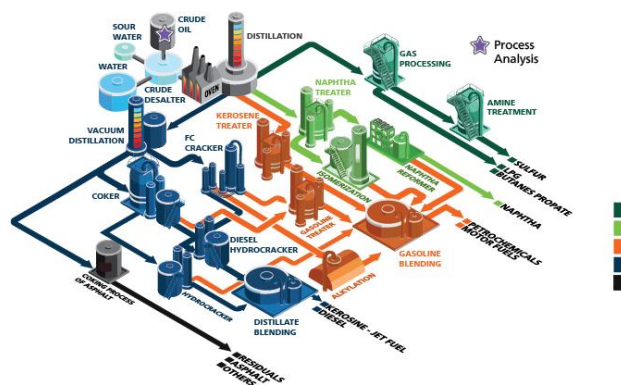 CRUDE
OIL
SOUR
WATER
DISTILLATION
WATER
CRUDE
DESALTER
OVEN
GAS
PROCESSING
Process
Analysis
NAPHTHA
TREATER
AMINE
TREATMENT
KEROSENE
TREATER
VACUUM
DISTILLATION
FC
CRACKER
ISOMERIZATION
NAPHTHA
REFORMER
SULFUR
LPG
BUTANES PROPATE
NAPHTHA
COKER
GASOLINE
TREATER
PETROCHEMICALS
MOTOR FUELS
DIESEL
HYDROCRACKER
GASOLINE
BLENDING
COKING PROCESS
OF ASPHALT
HYDROCRACKER
ALKYLATION
DISTILLATE
BLENDING
KEROSINE - JET FUEL
DIESEL
RESIDUALS
ASPHALT
OTHERS